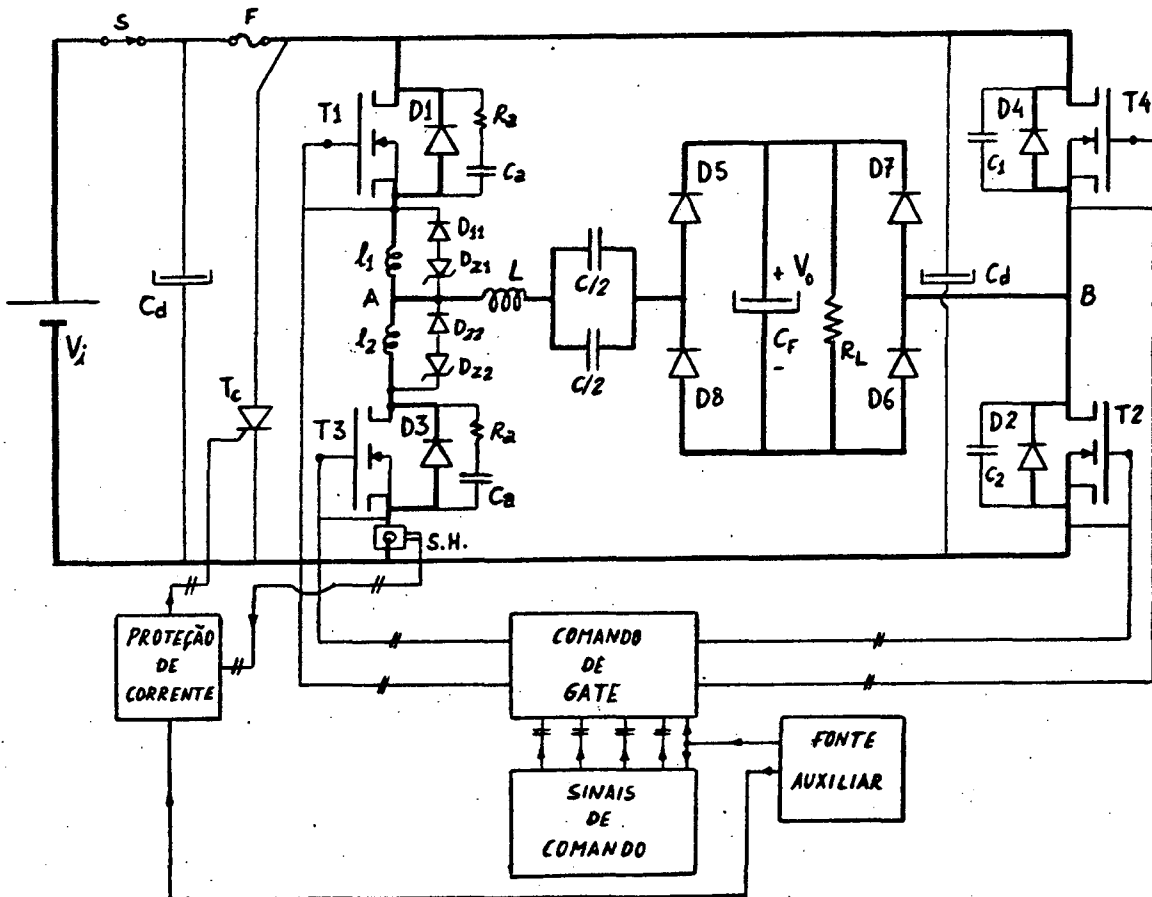 S
F
T1
D1
R2
C2
D11
DZ1
l1
A
L
C/2
C/2
D22
DZ2
l2
Cd
Vi
Tc
T3
D3
R2
Ca
S.H.
D5
D7
+ Vo
CF
-
RL
D8
D6
Cd
B
D4
T4
C1
D2
T2
C2
PROTEÇÃO
DE
CORRENTE
COMANDO
DE
GATE
SINAIS
DE
COMANDO
FONTE
AUXILIAR